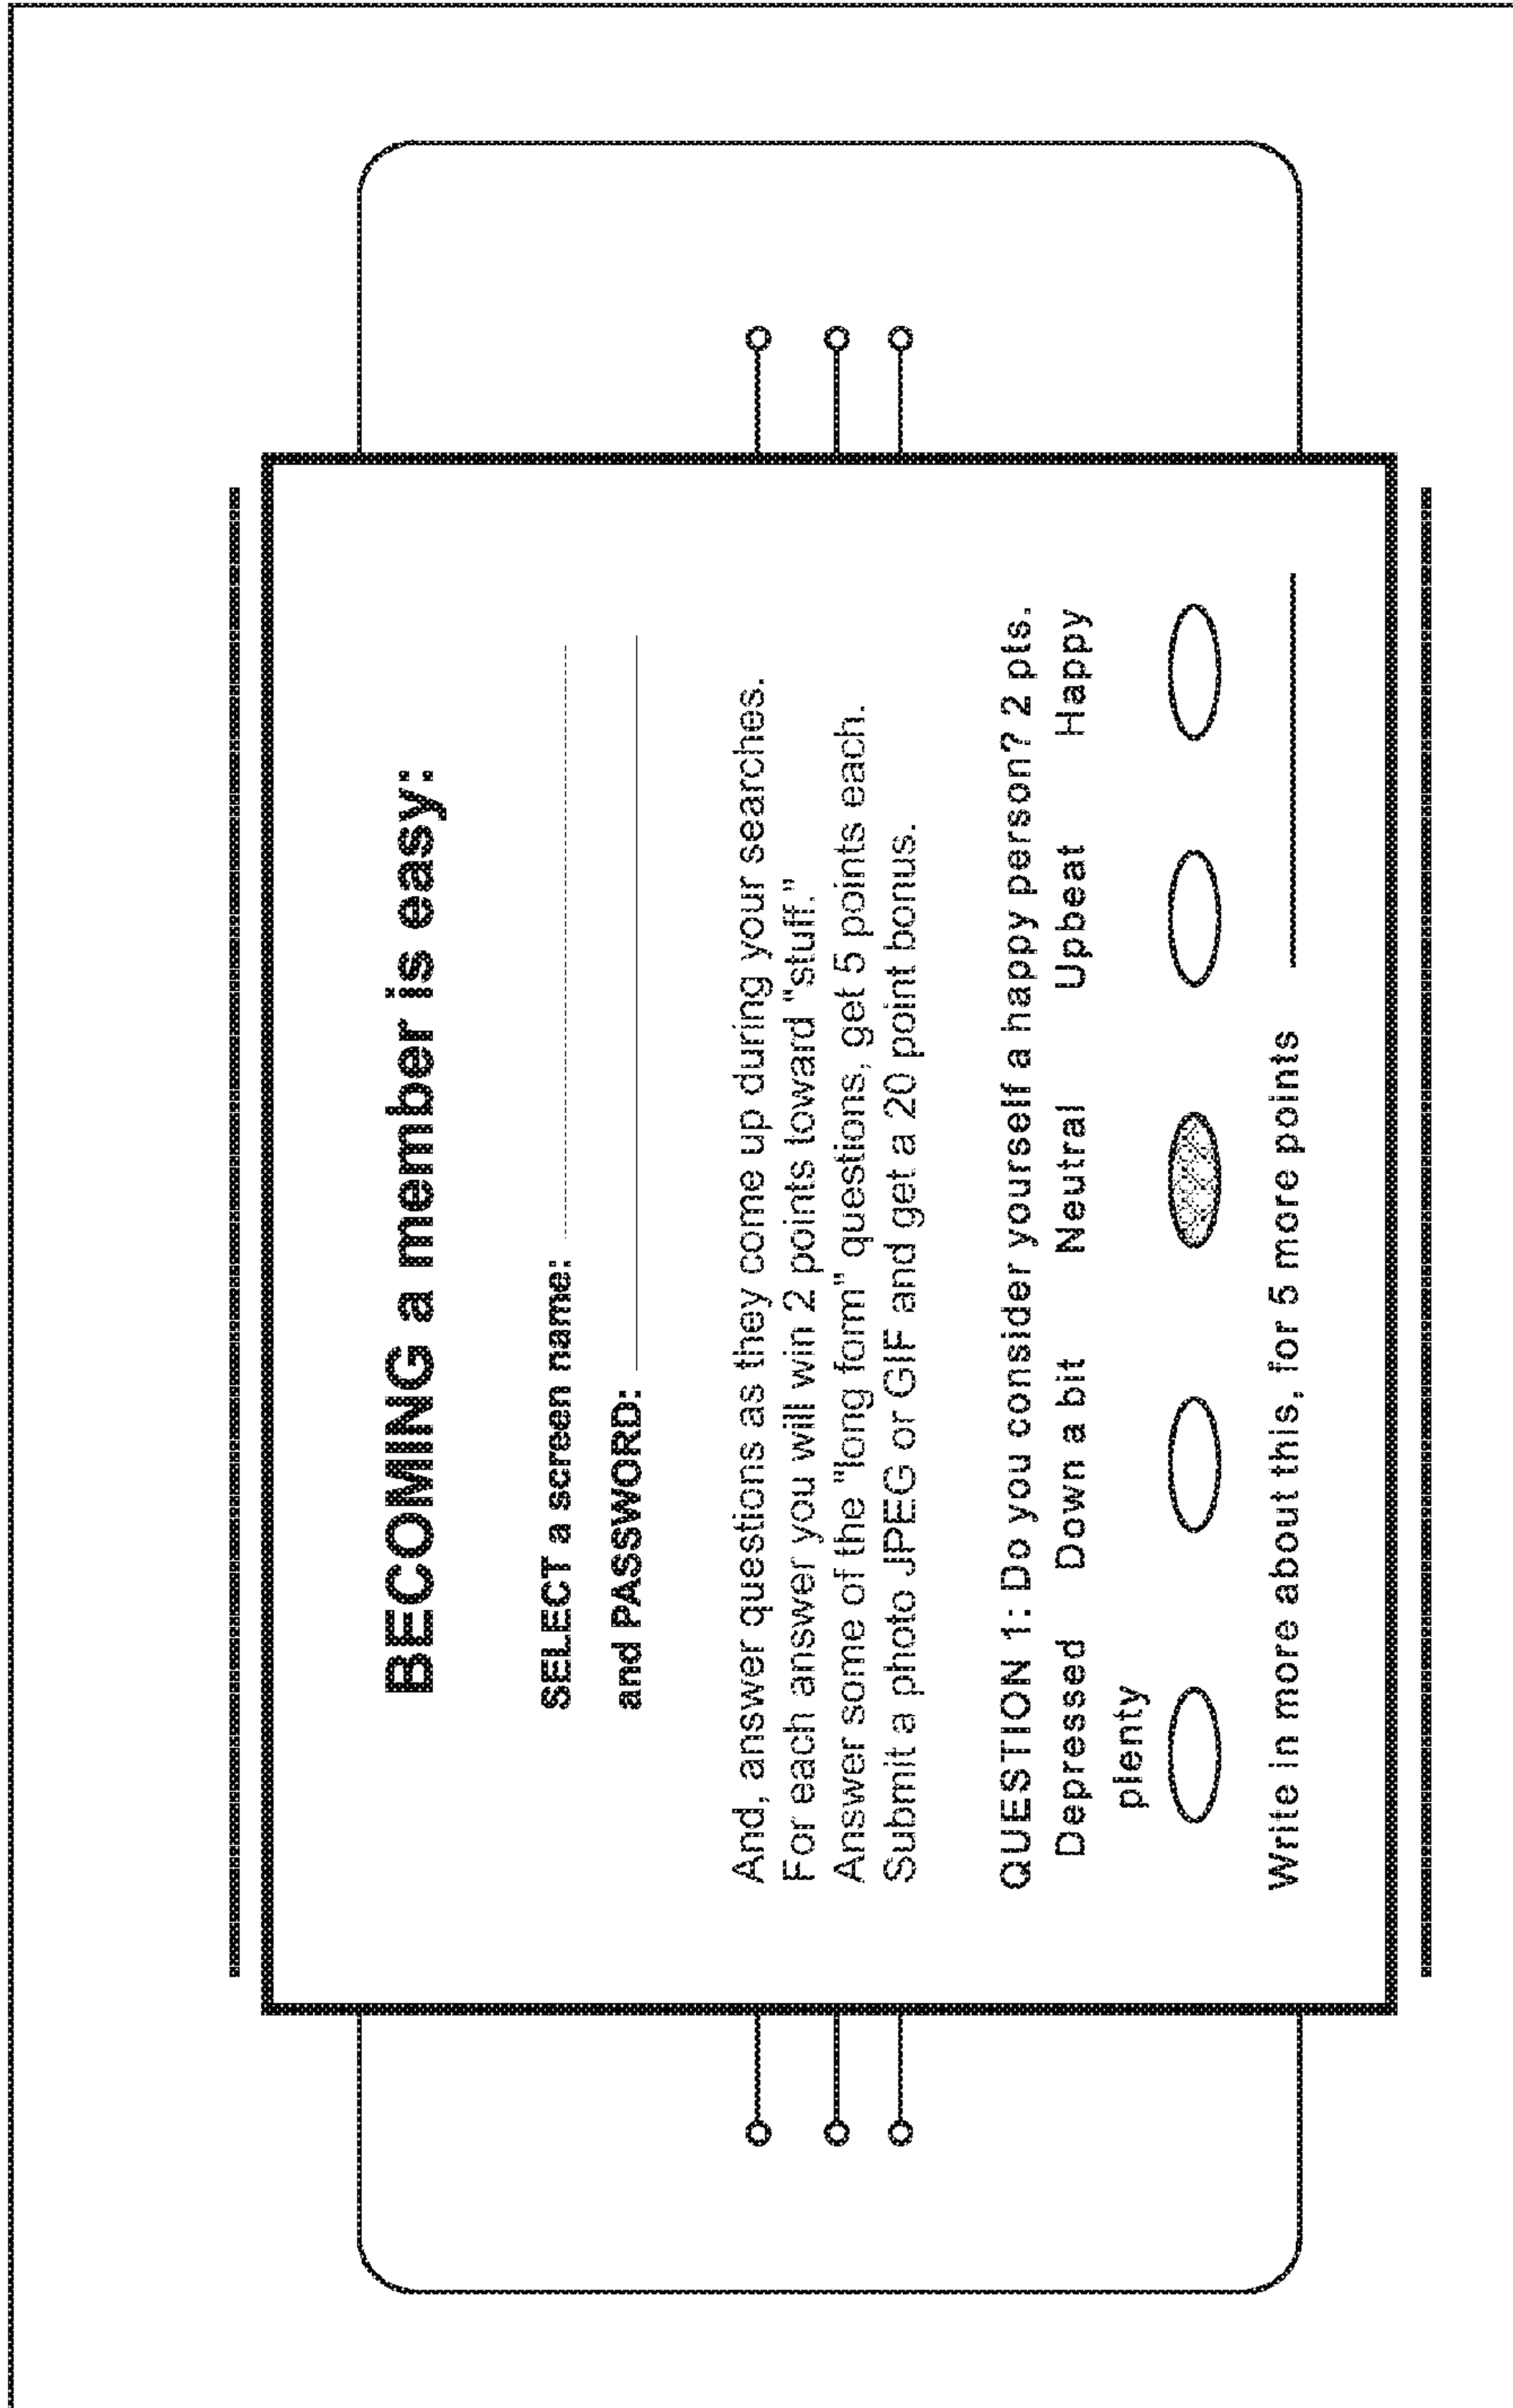 BECOMING a member is easy:
SELECT a screen name:
and PASSWORD:
And, answer questions as they come up during your searches.
For each answer you will win 2 points toward "stuff."
Answer some of the "long form" questions, get 5 points each.
Submit a photo JPEG or GIF and get a 20 point bonus.
QUESTION 1: Do you consider yourself a happy person? 2 pts.
Depressed Down a bit Neutral Upbeat Happy
plenty
Write in more about this, for 5 more points